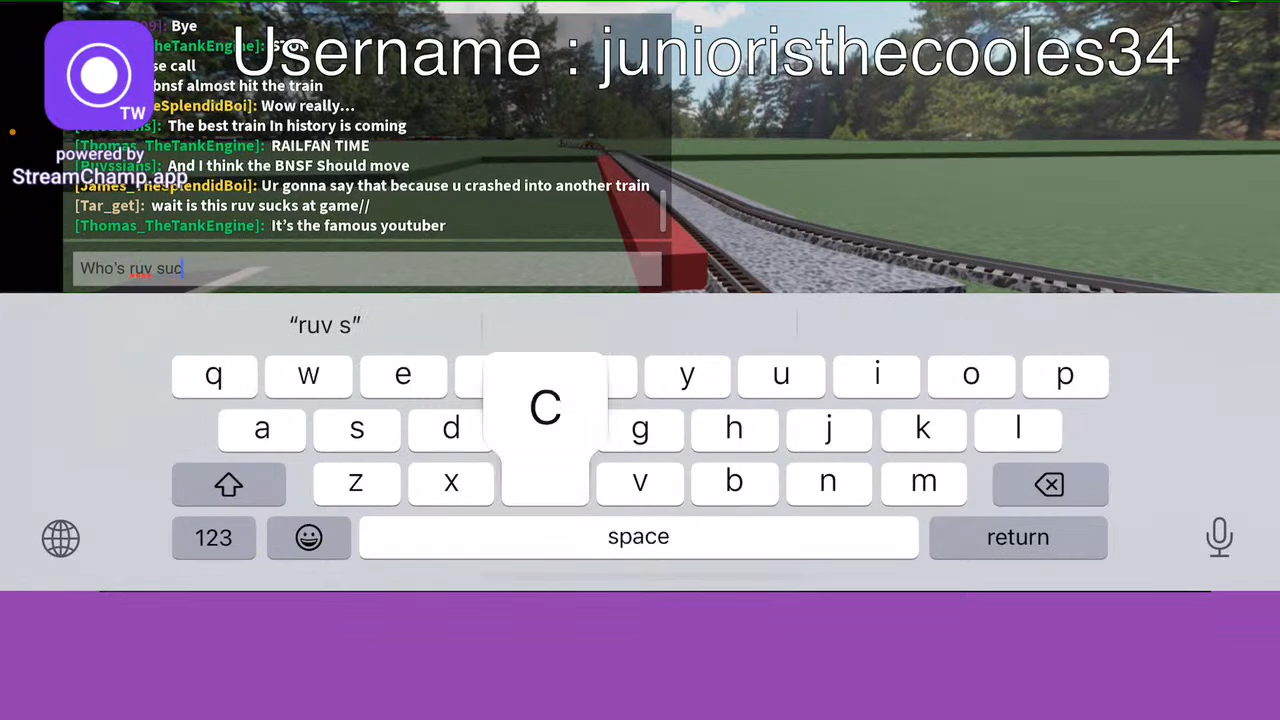 Bye
Username : junioristhecooles34
TheTankEngine]:
se call
bnsf almost hit the train
eSplendidBoi]: Wow really...
The best train In history is coming
TW
[Thomas_TheTankEngine]: RAILFAN TIME
powered by
And I think the BNSF Should move
StreamChamp.app
[James_TheSplendidBoi]: Ur gonna say that because u crashed into another train
[Tar_get]: wait is this ruv sucks at game//
[Thomas_TheTankEngine]: It’s the famous youtuber
Who’s ruv suc
“ruv s”
q w e y u i o p
C
a s d g h j k l
z x v b n m
123 space return